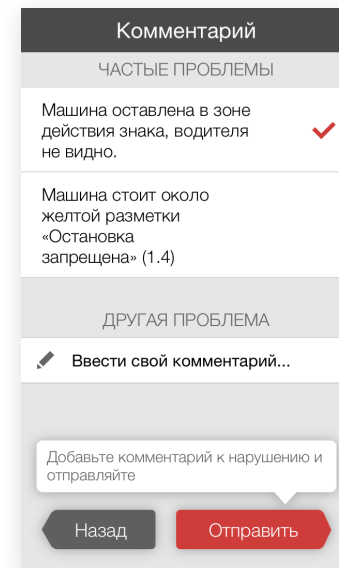 Комментарий
ЧАСТЫЕ ПРОБЛЕМЫ
Машина оставлена в зоне
действия знака, водителя
не видно.
Машина стоит около
желтой разметки
«Остановка
запрещена» (1.4)
ДРУГАЯ ПРОБЛЕМА
Ввести свой комментарий...
Добавьте комментарий к нарушению и
отправляйте
Назад
Отправить